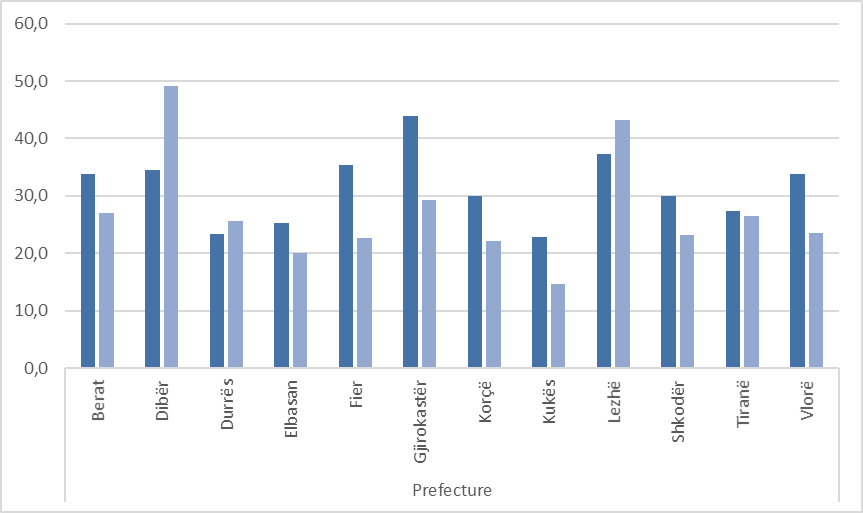 60,0
50,0
40,0
30,0
20,0
10,0
0,0
Berat
Dibër
Durrës
Elbasan
Fier
Gjirokastër
Korçë
Kukës
Lezhë
Shkodër
Tiranë
Vlorë
Prefecture